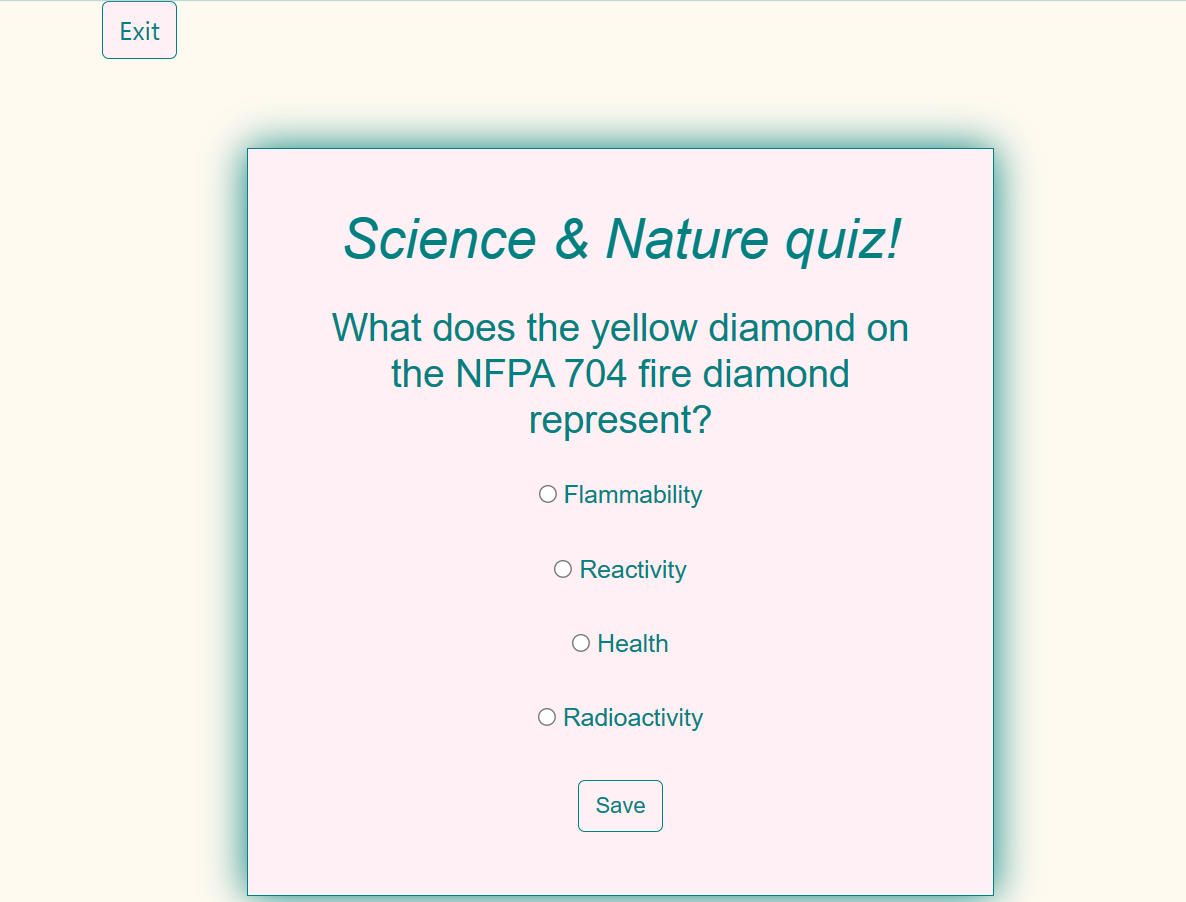 Exit
Science & Nature quiz!
What does the yellow diamond on
the NFPA 704 fire diamond
represent?
Flammability
Reactivity
Health
Radioactivity
Save